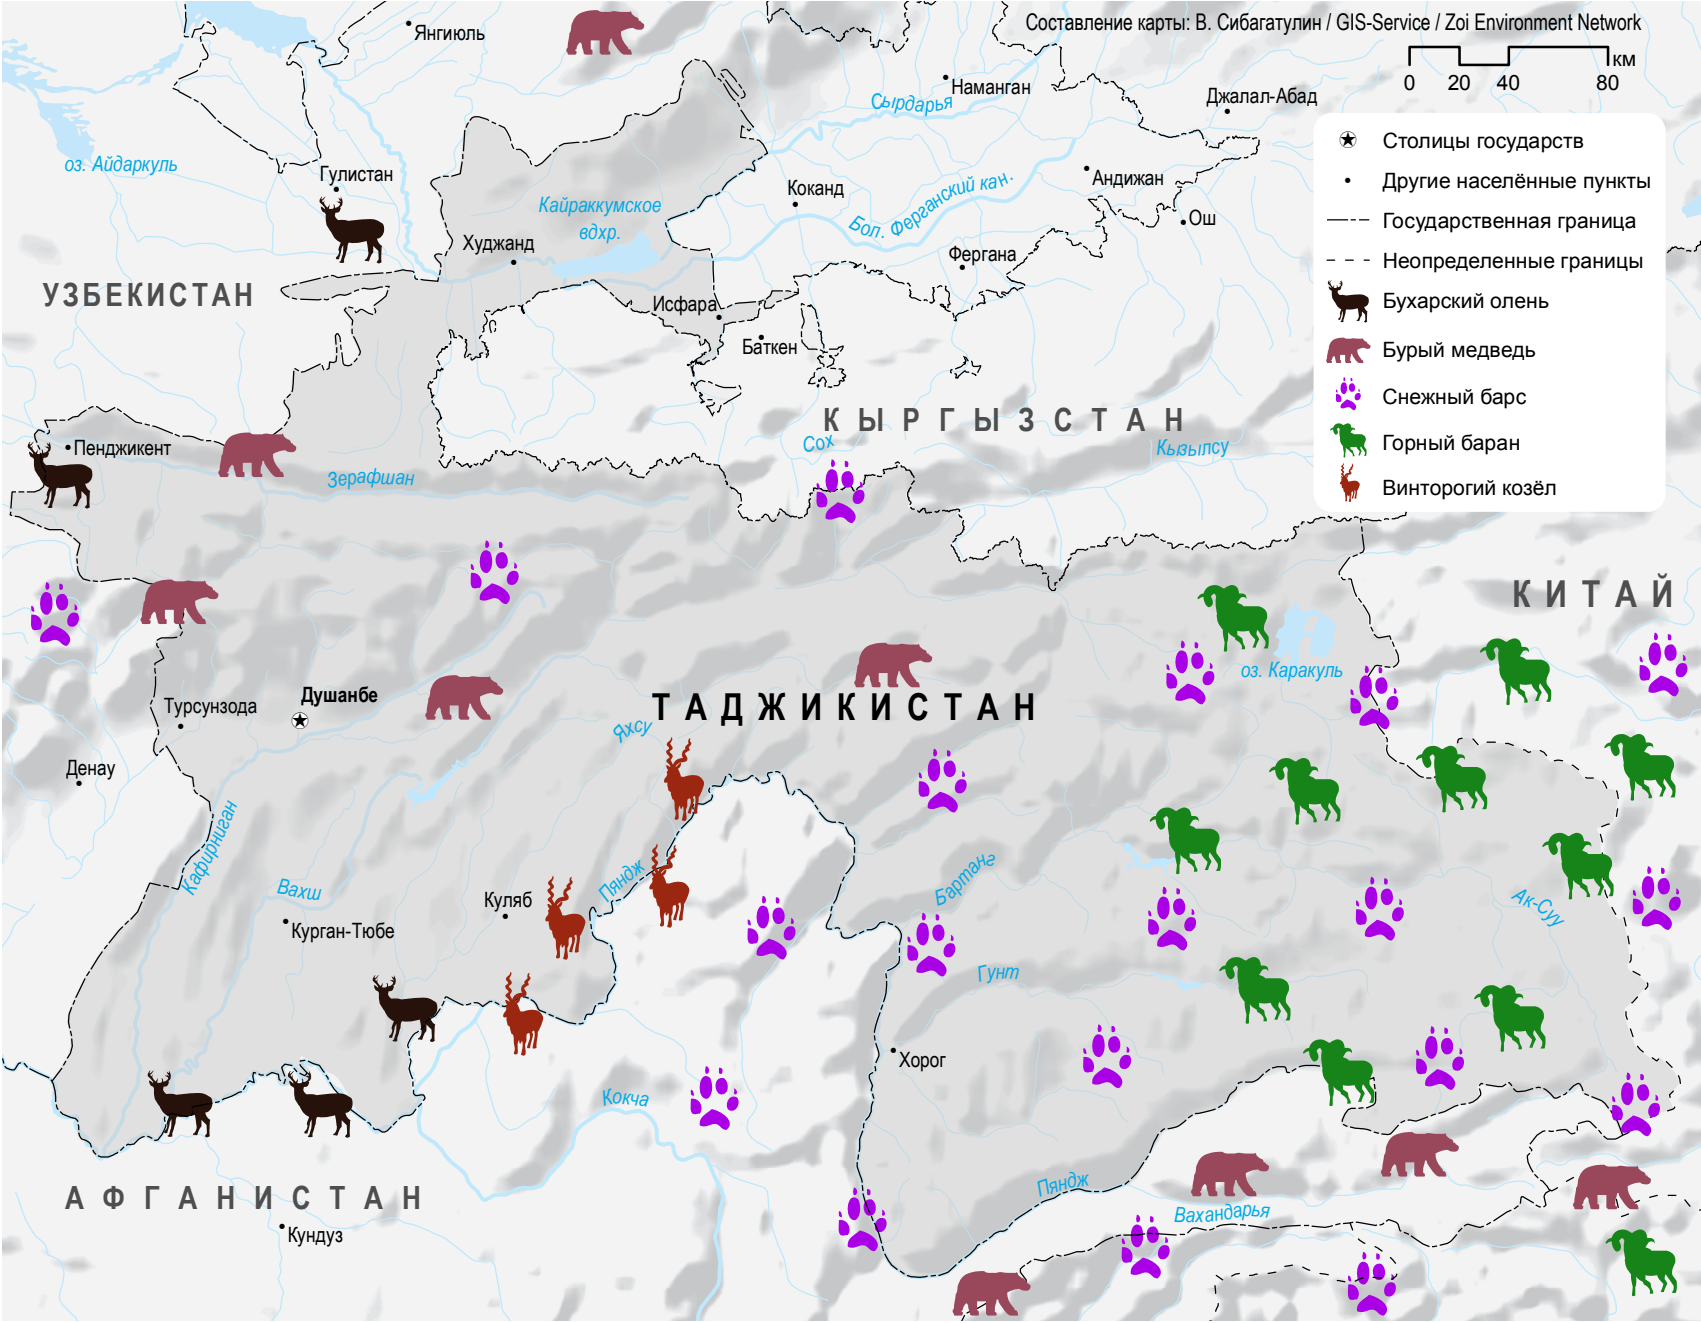 Составление карты: В. Сибагатулин / GIS-Service / Zoi Environment Network
км
0 20 40 80
Столицы государств
Другие населённые пункты
Государственная граница
Неопределенные границы
Бухарский олень
Бурый медведь
Снежный барс
Горный баран
Винторогий козёл
Янгиюль
Наманган
Сырдарья
Джалал-Абад
оз. Айдаркуль
Гулистан
Коканд
Андижан
Кайраккумское
вдхр.
Бол. Ферганский кан.
Ош
Худжанд
Фергана
УЗБЕКИСТАН
Исфара
Баткен
КЫРГЫЗСТАН
Сох
Кызылсу
Пенджикент
Зерафшан
КИТАЙ
оз. Каракуль
Душанбе
Турсунзода
ТАДЖИКИСТАН
Яхсу
Денау
Кафирниган
Вахш
Куляб
Пяндж
Бартанг
Ак-Суу
Курган-Тюбе
Гунт
Хорог
Кокча
АФГАНИСТАН
Пяндж
Вахандарья
Кундуз